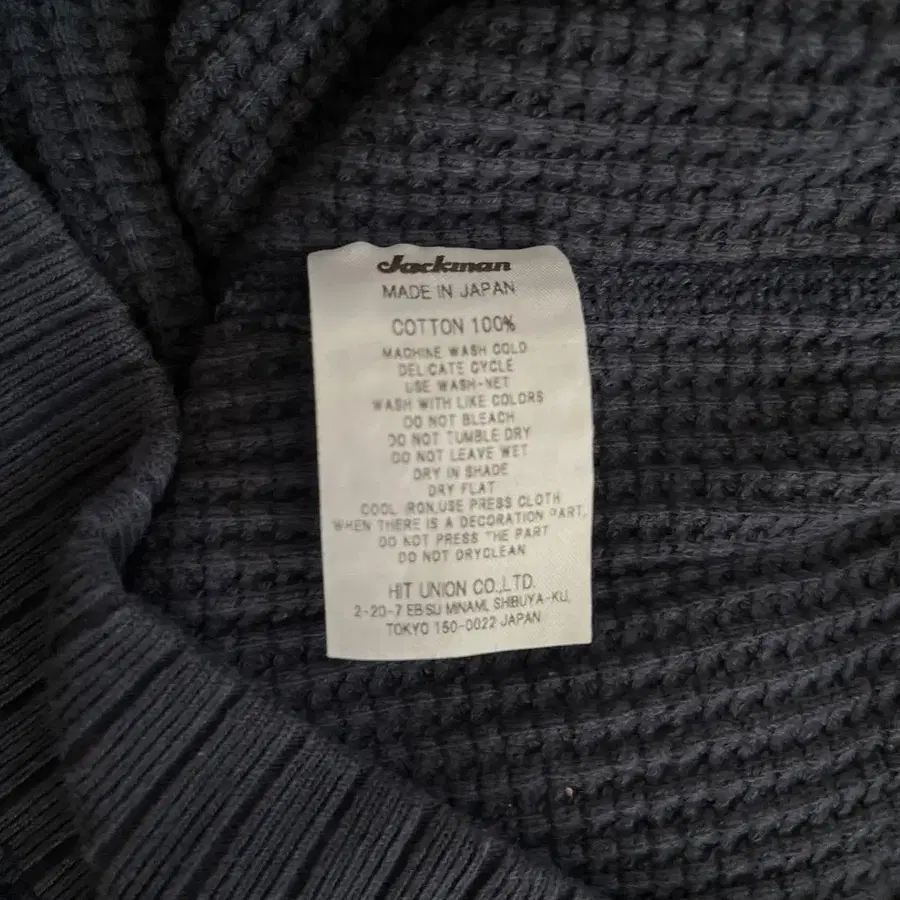 Jackman
MADE IN JAPAN
COTTON 100%
MACHINE WASH COLD
DELICATE CYCLE
USE WASH-NET
WASH WITH LIKE COLORS
DO NOT BLEACH
DO NOT TUMBLE DRY
DO NOT LEAVE WET
DRY IN SHADE
DRY FLAT
COOL IRON,USE PRESS CLOTH
WHEN THERE IS A DECORATION PART,
DO NOT PRESS THE PART
DO NOT DRYCLEAN
HIT UNION CO.,LTD.
2-20-7 EBISU MINAMI, SHIBUYA-KU,
TOKYO 150-0022 JAPAN